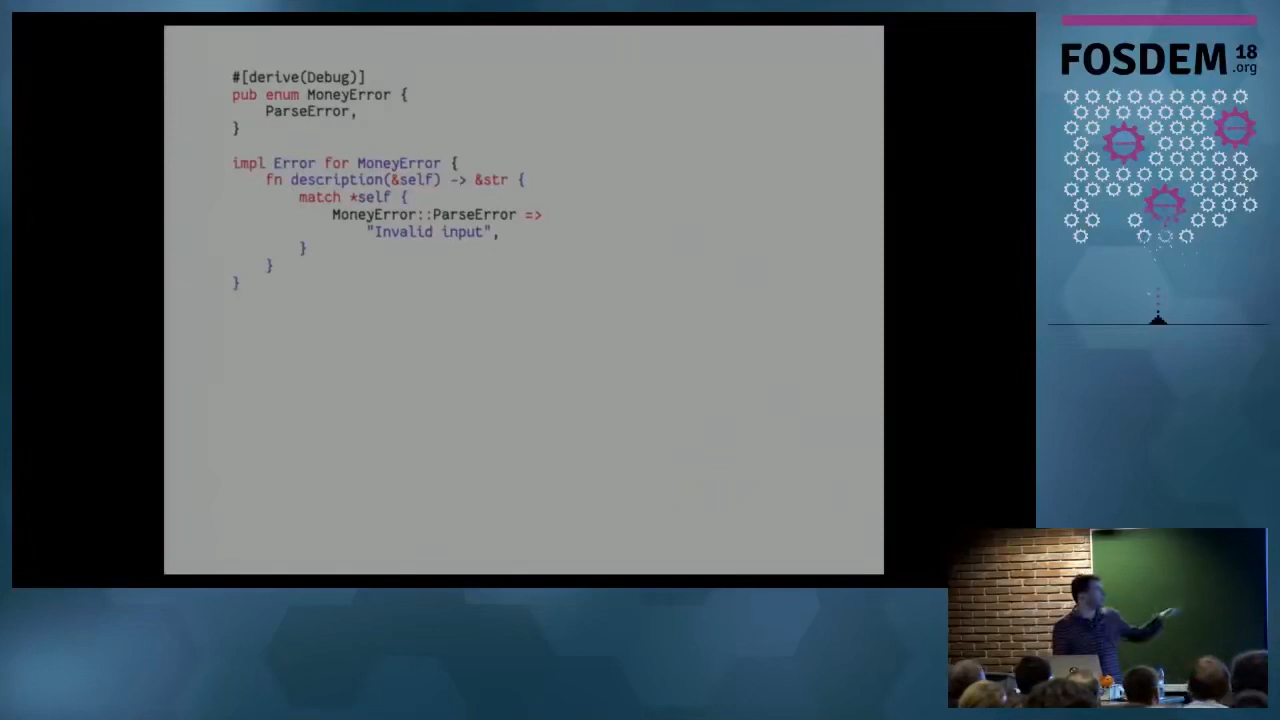 #[derive(Debug)]
pub enum MoneyError {
    ParseError,
}
impl Error for MoneyError {
    fn description(&self) -> &str {
        match *self {
            MoneyError::ParseError =>
                "Invalid input",
        }
    }
}
FOSDEM 18
.org